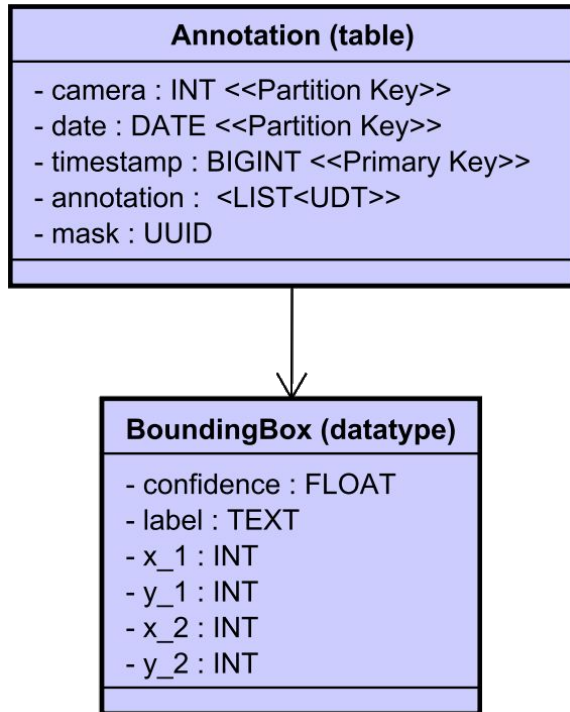 Annotation (table)
- camera : INT <<Partition Key>>
- date : DATE <<Partition Key>>
- timestamp : BIGINT <<Primary Key>>
- annotation :  <LIST<UDT>>
- mask : UUID
BoundingBox (datatype)
- confidence : FLOAT
- label : TEXT
- x_1 : INT
- y_1 : INT
- x_2 : INT
- y_2 : INT